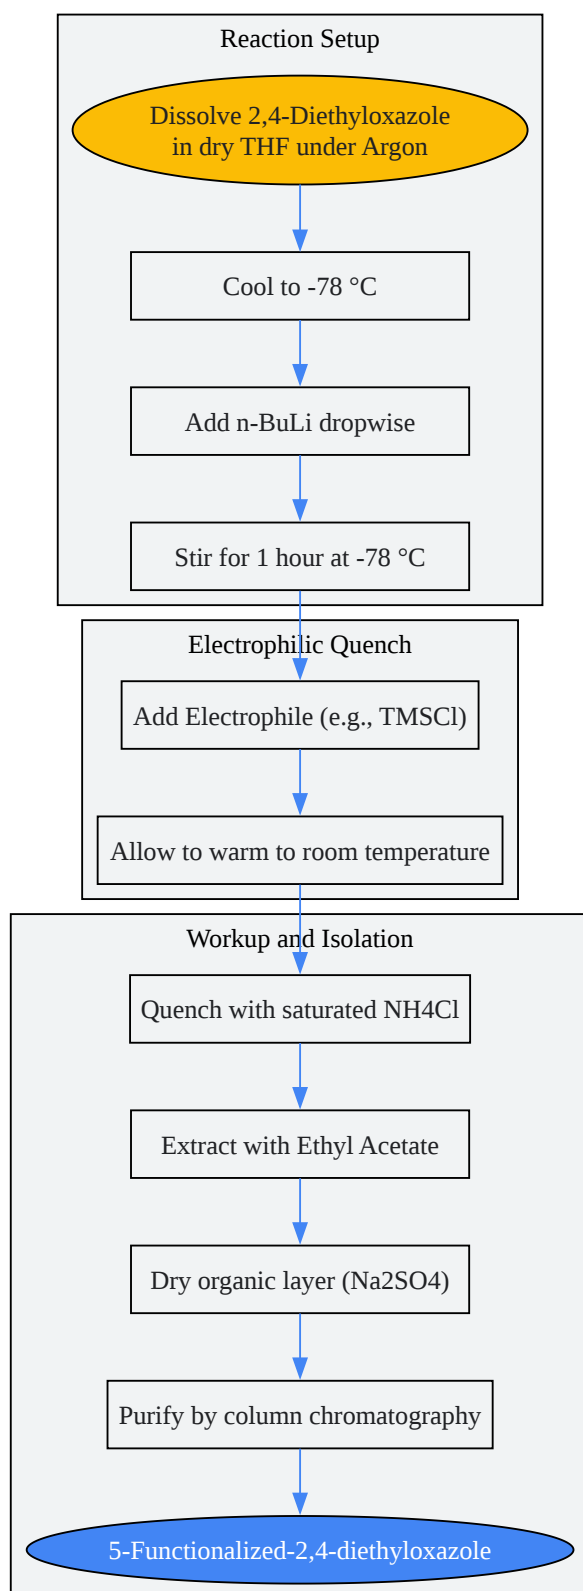 Reaction Setup
Dissolve 2,4-Diethyloxazole
in dry THF under Argon
Cool to -78 °C
Add n-BuLi dropwise
Stir for 1 hour at -78 °C
Electrophilic Quench
Add Electrophile (e.g., TMSCl)
Allow to warm to room temperature
Workup and Isolation
Quench with saturated NH4Cl
Extract with Ethyl Acetate
Dry organic layer (Na2SO4)
Purify by column chromatography
5-Functionalized-2,4-diethyloxazole